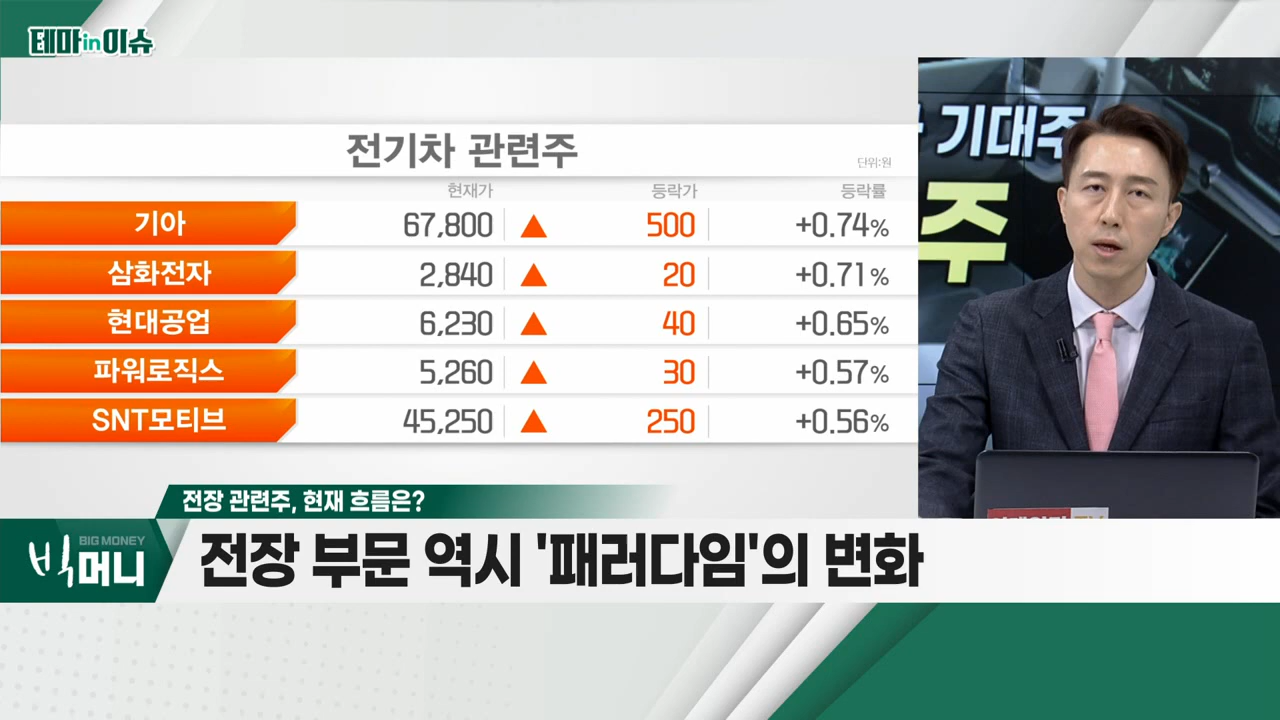 테마in이슈
기대주
주
전기차 관련주
단위:원
현재가 등락가 등락률
기아 67,800 ▲ 500 +0.74%
삼화전자 2,840 ▲ 20 +0.71%
현대공업 6,230 ▲ 40 +0.65%
파워로직스 5,260 ▲ 30 +0.57%
SNT모티브 45,250 ▲ 250 +0.56%
전장 관련주, 현재 흐름은?
BIG MONEY
빅머니
전장 부문 역시 '패러다임'의 변화